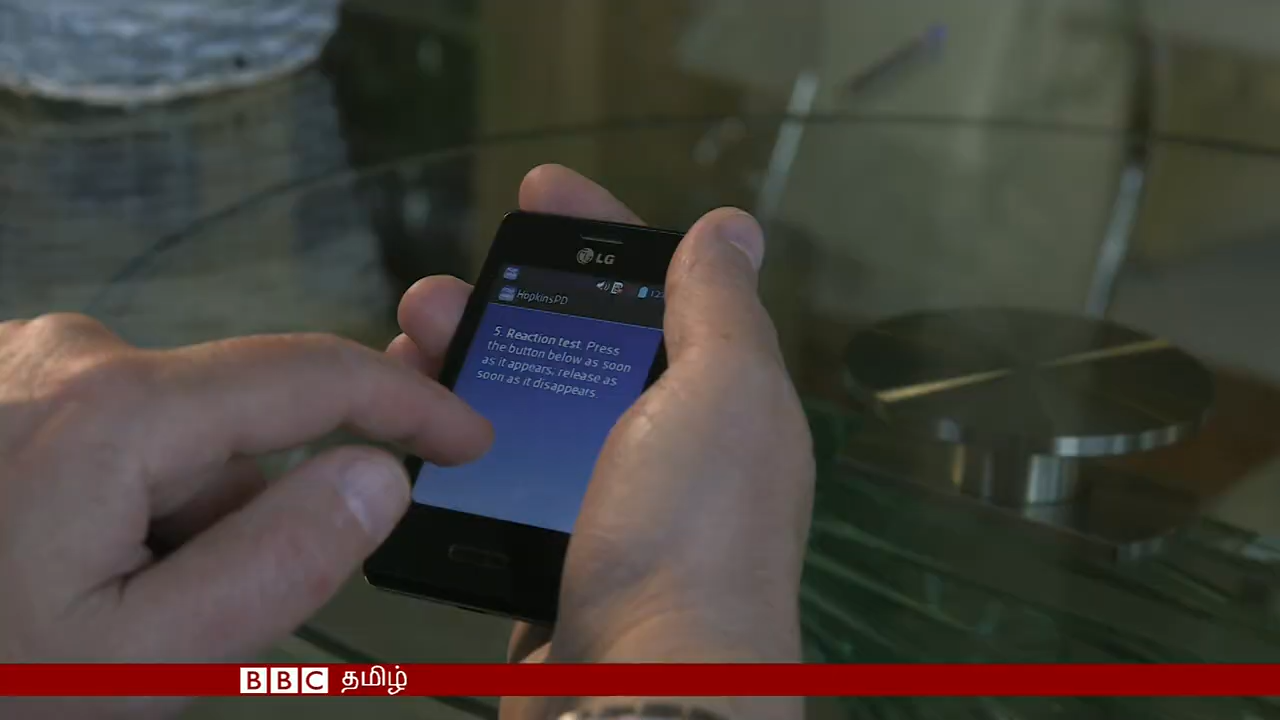 LG
HopkinsPD
5. Reaction test. Press
the button below as soon
as it appears; release as
soon as it disappears.
BBC தமிழ்